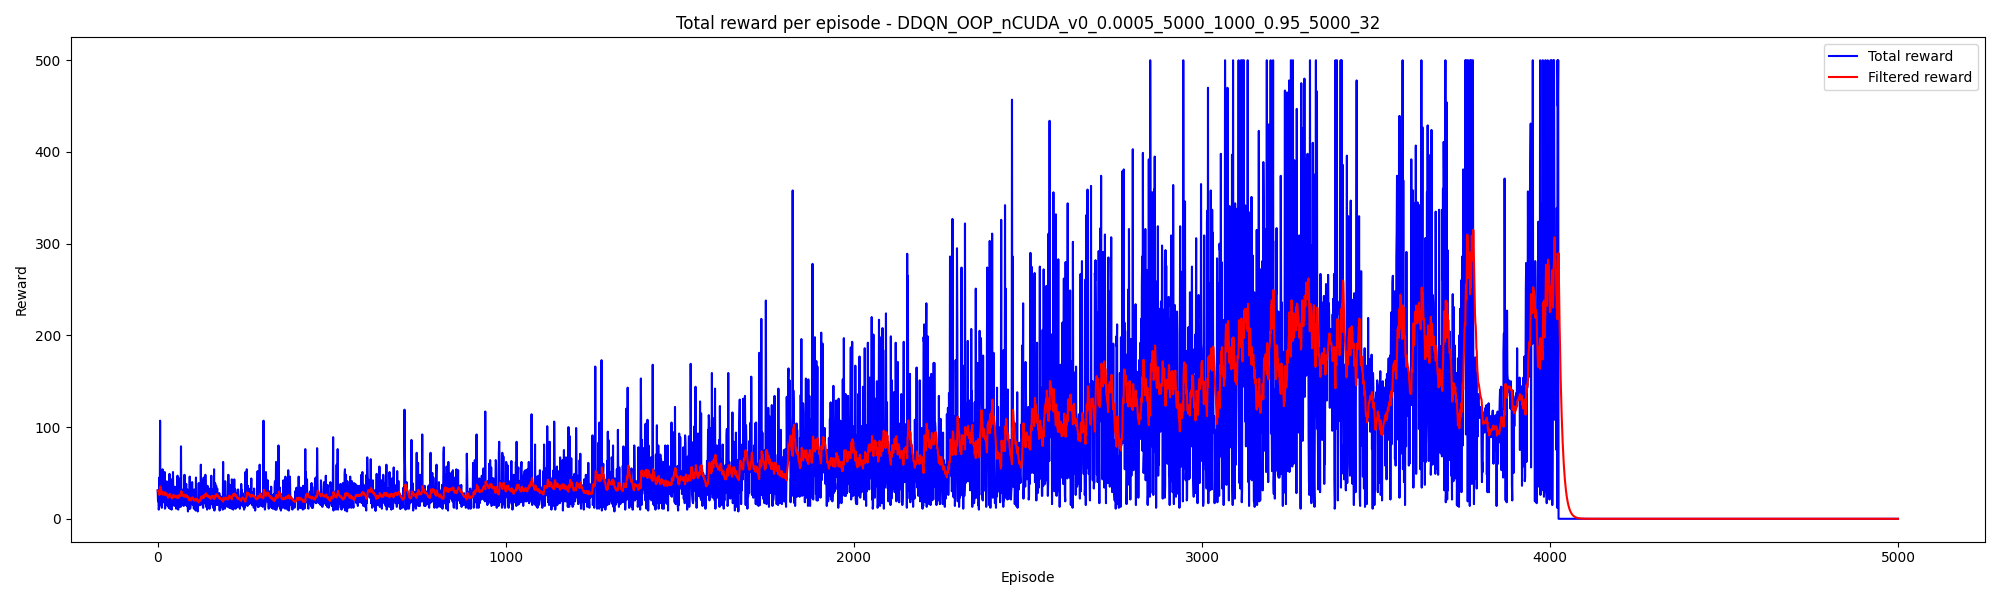 Total reward per episode - DDQN_OOP_nCUDA_v0_0.0005_5000_1000_0.95_5000_32
Total reward
Filtered reward
Reward
500
400
300
200
100
0
0 1000 2000 3000 4000 5000
Episode